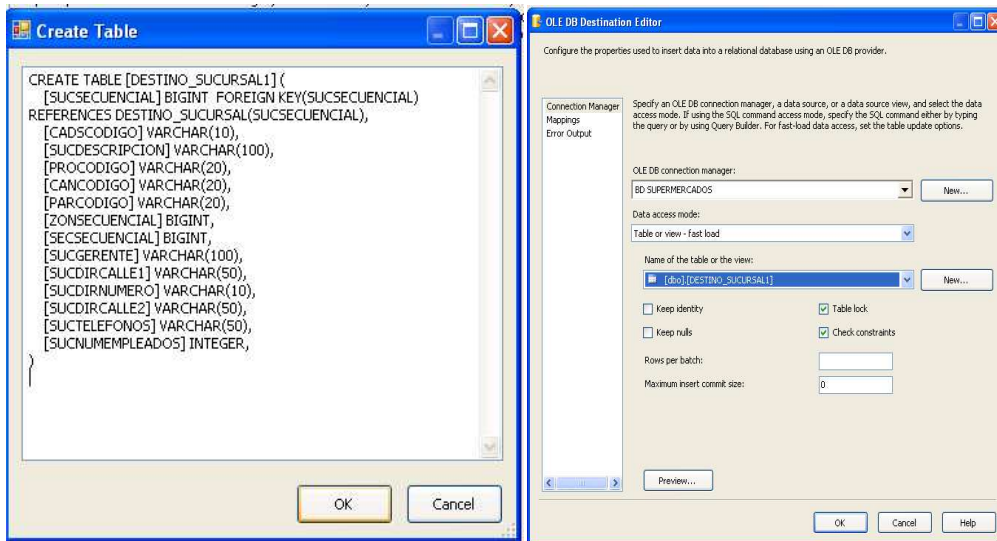 Create Table
CREATE TABLE [DESTINO_SUCURSAL1] (
[SUCSECUENCIAL] BIGINT FOREIGN KEY(SUCSECUENCIAL)
REFERENCES DESTINO_SUCURSAL(SUCSECUENCIAL),
[CADSCODIGO] VARCHAR(10),
[SUCDESCRIPCION] VARCHAR(100),
[PROCODIGO] VARCHAR(20),
[CANCODIGO] VARCHAR(20),
[PARCODIGO] VARCHAR(20),
[ZONSECUENCIAL] BIGINT,
[SECSECUENCIAL] BIGINT,
[SUCGERENTE] VARCHAR(100),
[SUCDIRCALLE1] VARCHAR(50),
[SUCDIRNUMERO] VARCHAR(10),
[SUCDIRCALLE2] VARCHAR(50),
[SUCTELEFONOS] VARCHAR(50),
[SUCNUMEMPLEADOS] INTEGER,
)
OK
Cancel
OLE DB Destination Editor
Configure the properties used to insert data into a relational database using an OLE DB provider.
Connection Manager
Mappings
Error Output
Specify an OLE DB connection manager, a data source, or a data source view, and select the data
access mode. If using the SQL command access mode, specify the SQL command either by typing
the query or by using Query Builder. For fast-load data access, set the table update options.
OLE DB connection manager:
BD SUPERMERCADOS
New...
Data access mode:
Table or view - fast load
Name of the table or the view:
[dbo].[DESTINO_SUCURSAL1]
New...
Keep identity
Table lock
Keep nulls
Check constraints
Rows per batch:
Maximum insert commit size:
0
Preview...
OK
Cancel
Help